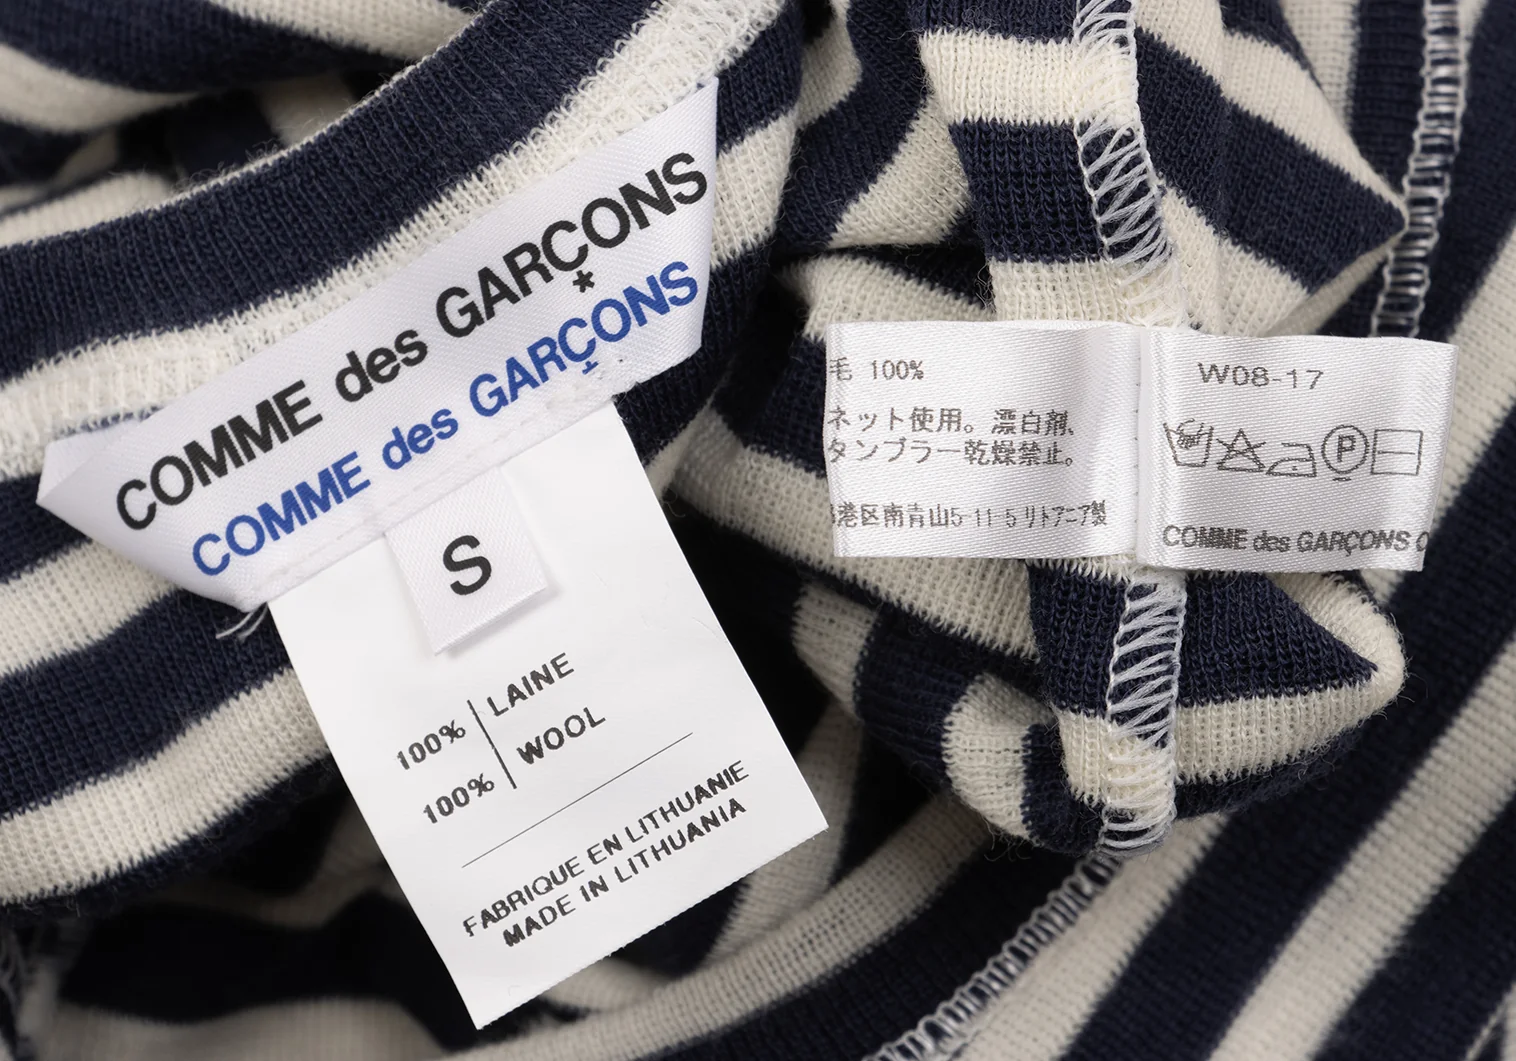 COMME des GARÇONS
*
COMME des GARÇONS
S
100% LAINE
100% WOOL
FABRIQUE EN LITHUANIE
MADE IN LITHUANIA
毛 100%
ネット使用。漂白剤、
タンブラー乾燥禁止。
港区南青山5-11-5 リトアニア製
W08-17
P
COMME des GARÇONS C